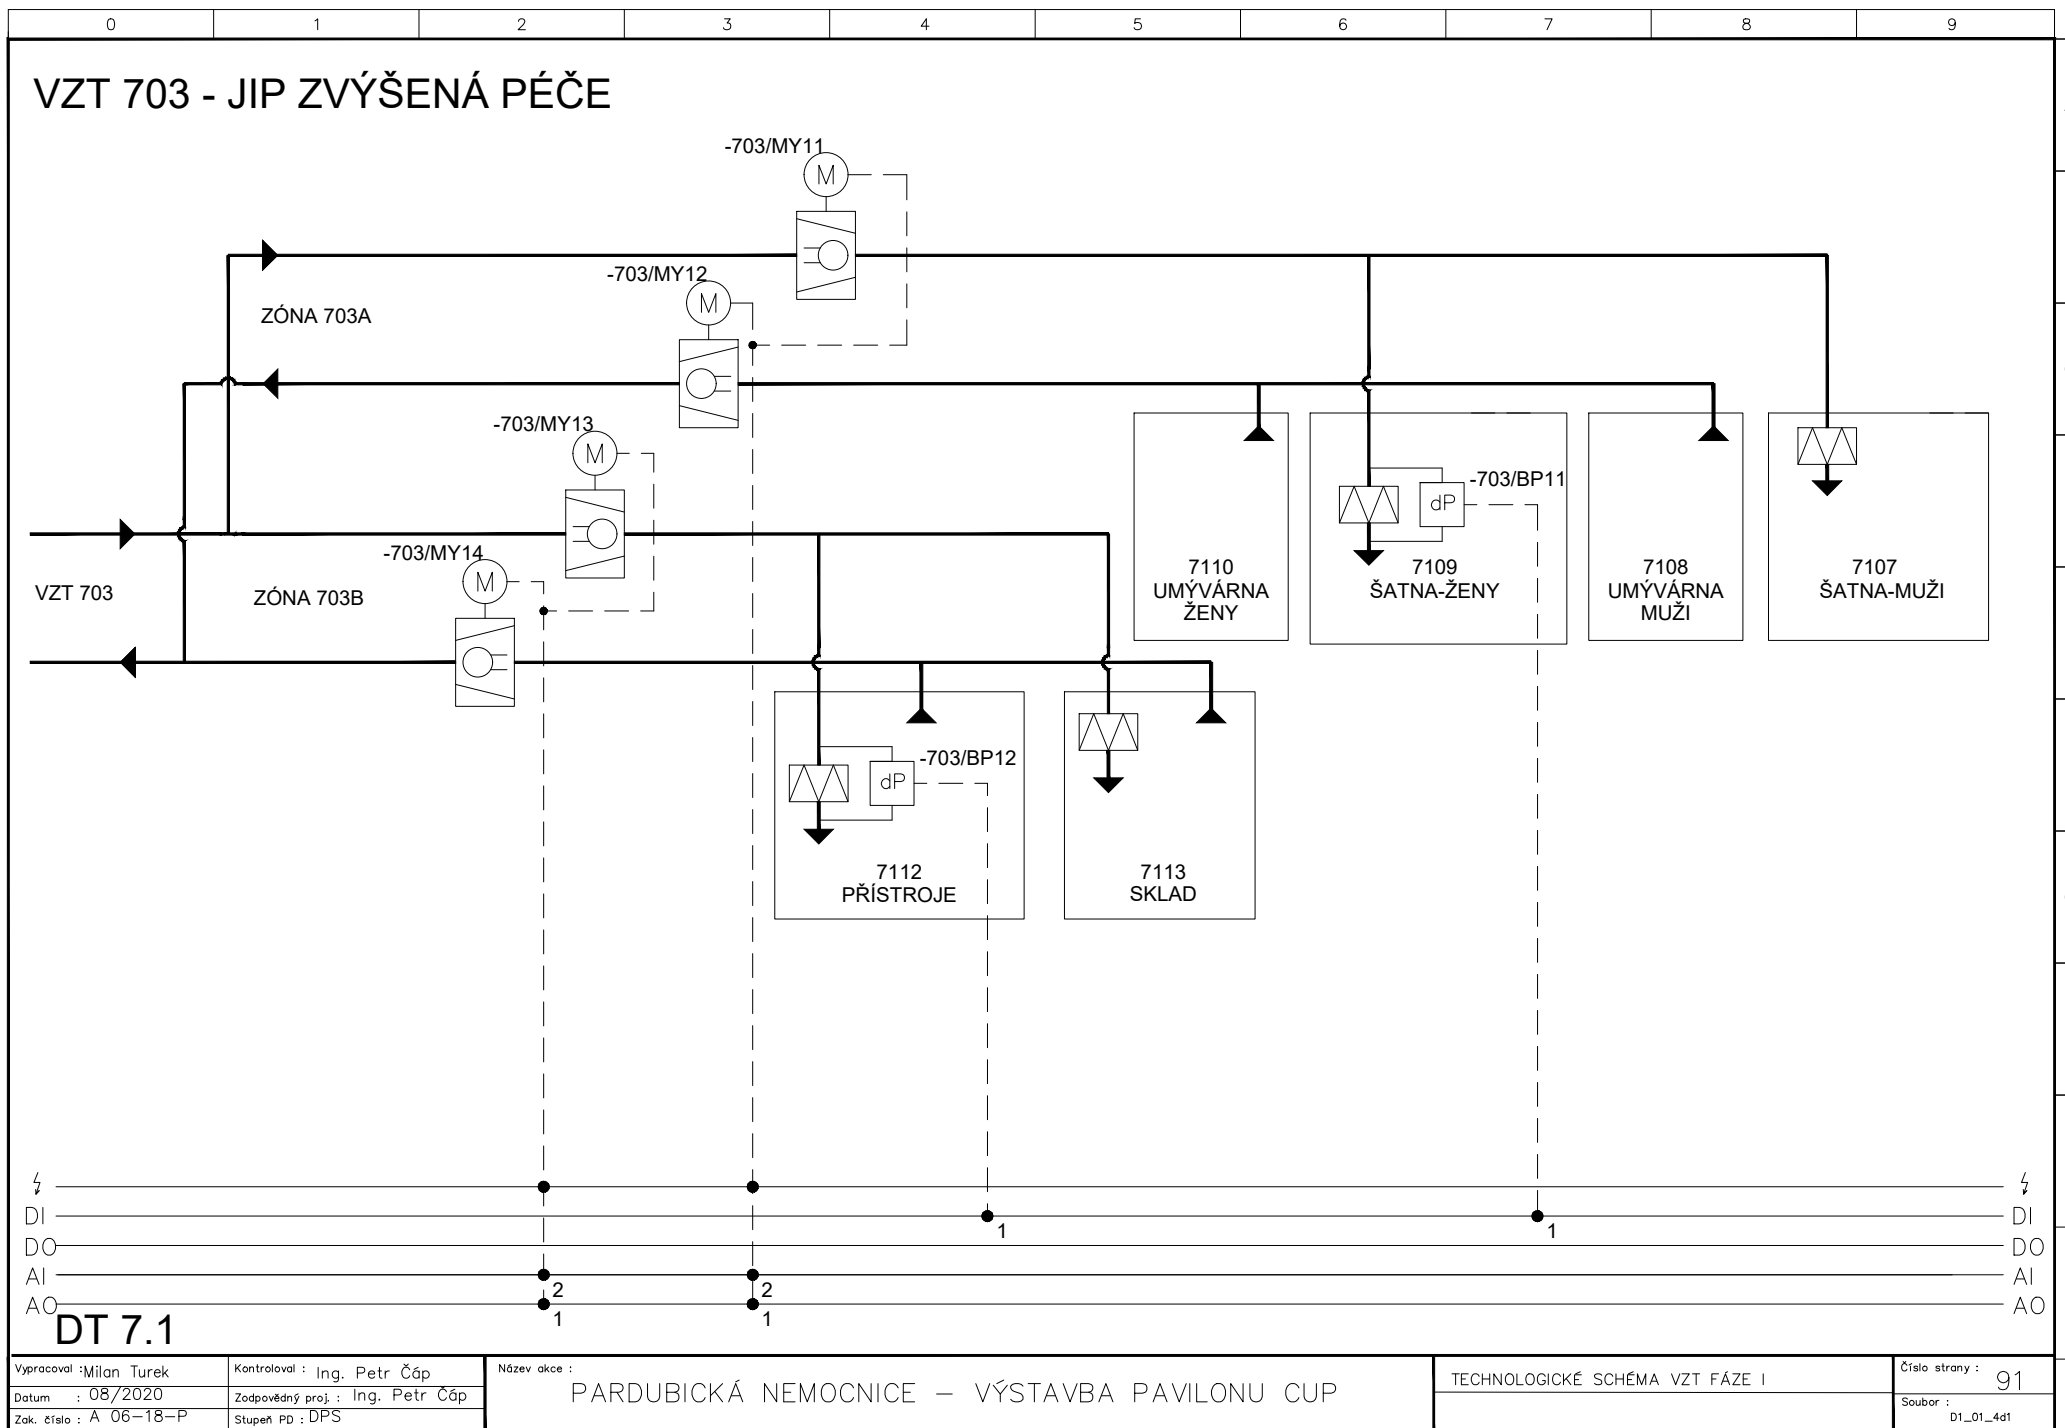 0 1 2 3 4 5 6 7 8 9
VZT 703 - JIP ZVÝŠENÁ PÉČE
-703/MY11
M
-703/MY12
M
ZÓNA 703A
-703/MY13
M
-703/BP11
dP
-703/MY14
M
VZT 703
ZÓNA 703B
7110
UMÝVÁRNA
ŽENY
7109
ŠATNA-ŽENY
7108
UMÝVÁRNA
MUŽI
7107
ŠATNA-MUŽI
-703/BP12
dP
7112
PŘÍSTROJE
7113
SKLAD
DI DI
1 1
DO DO
AI AI
2 2
AO AO
1 1
DT 7.1
Vypracoval : Milan Turek
Datum : 08/2020
Zak. číslo : A 06-18-P
Kontroloval : Ing. Petr Čáp
Zodpovědný proj. : Ing. Petr Čáp
Stupeň PD : DPS
Název akce :
PARDUBICKÁ NEMOCNICE – VÝSTAVBA PAVILONU CUP
TECHNOLOGICKÉ SCHÉMA VZT FÁZE I
Číslo strany : 91
Soubor :
D1_01_4d1